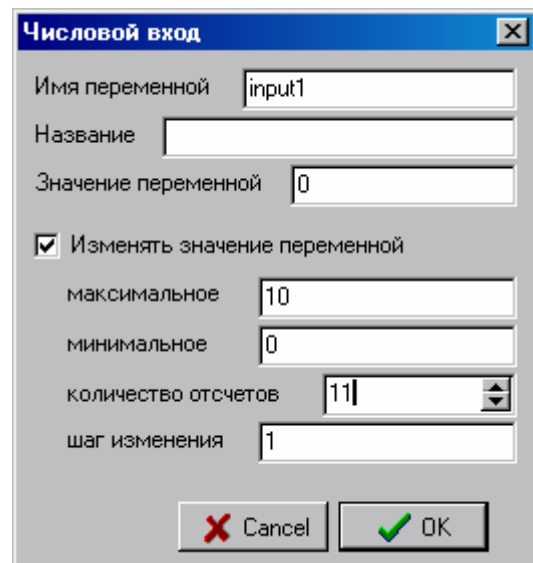 Числовой вход
Имя переменной input1
Название
Значение переменной 0
Изменять значение переменной
максимальное 10
минимальное 0
количество отсчетов 11
шаг изменения 1
Cancel OK